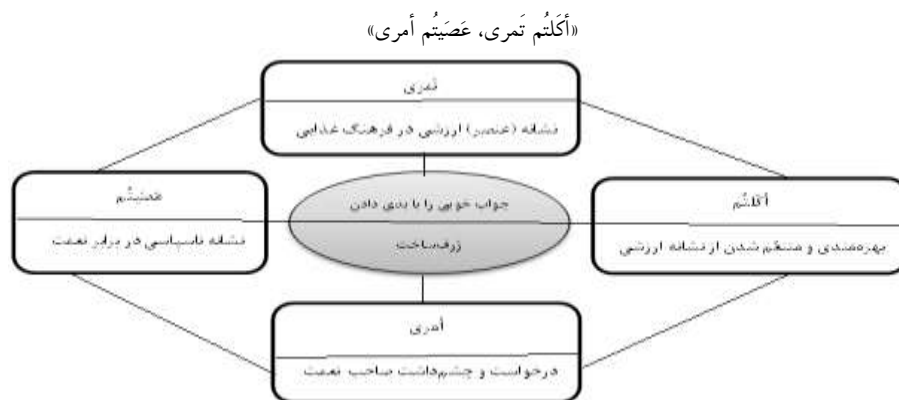 «أکَلتُم تَمری، عَصَیتُم أمری»
تَمری
نشانه (عنصر) ارزشی در فرهنگ غذایی
أکَلتُم
بهره‌مندی و متنعّم شدن از نشانه ارزشی
جواب خوبی را با بدی دادن
ژرف‌ساخت
عَصَیتُم
نشانه ناسپاسی در برابر نعمت
أمری
درخواست و چشم‌داشت صاحب نعمت